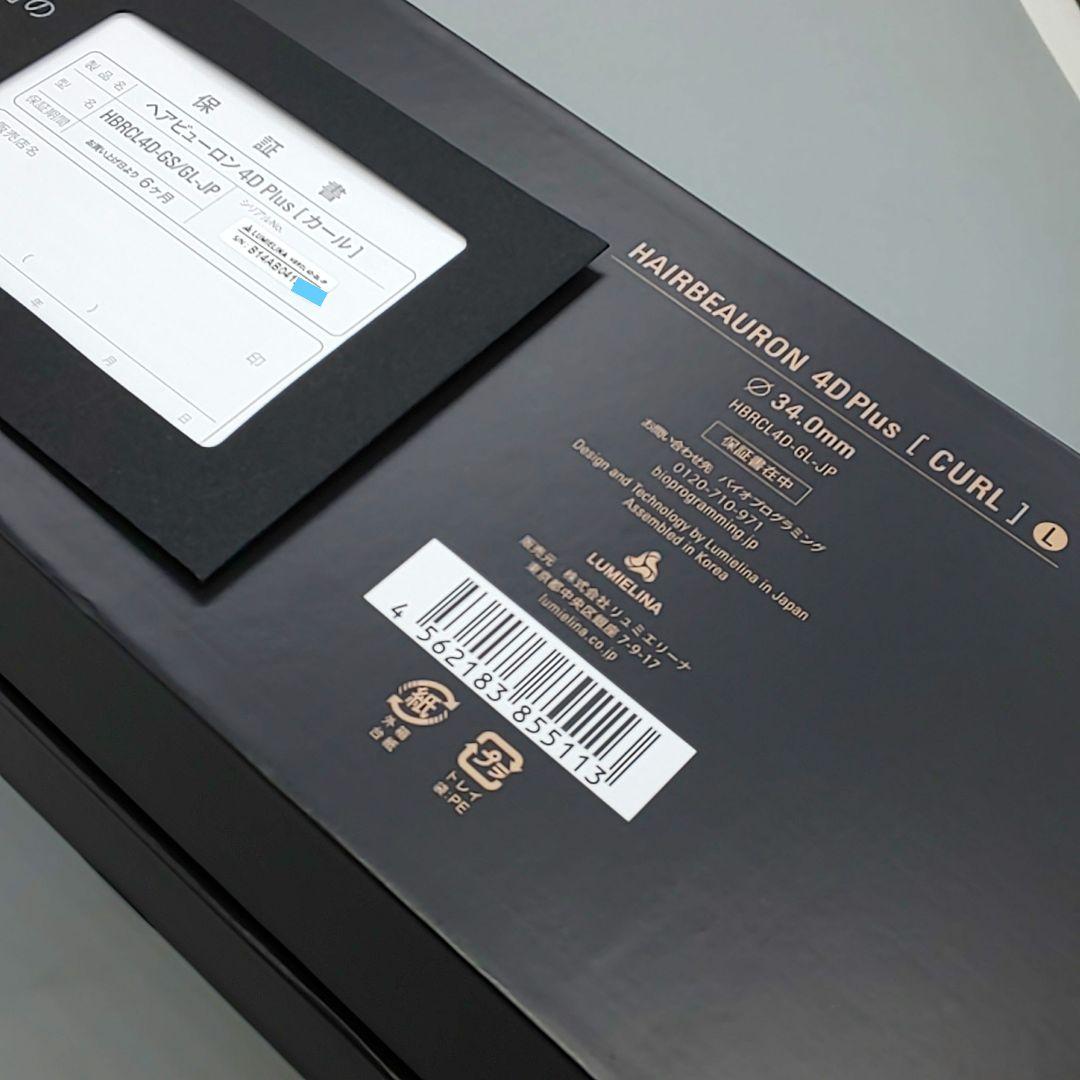 の
保証書
製品名 ヘアビューロン 4D Plus [ カール ]
型名 HBRCL4D-GS/GL-JP
保証期間 お買い上げ日より 6ヶ月
シリアルNo.
LUMIELINA
S/N : B14AB041
販売店名
( )
印
年 月 日
HAIRBEAURON 4D Plus [ CURL ] L
Ø 34.0mm
HBRCL4D-GL-JP
保証書在中
お問い合わせ先 バイオプログラミング
0120-710-971
bioprogramming.jp
Design and Technology by Lumielina in Japan
Assembled in Korea
LUMIELINA
販売元 株式会社リュミエリーナ
東京都中央区銀座 7-9-17
lumielina.co.jp
4 562183 855113
紙
外箱
台紙
プラ
トレイ
袋:PE